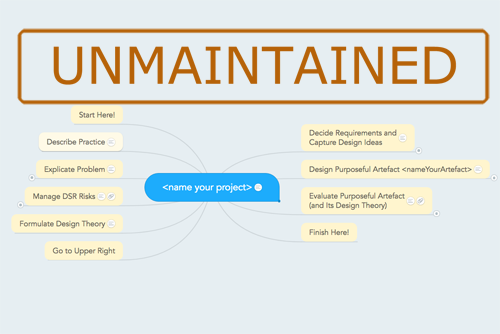 UNMAINTAINED
Start Here!
Describe Practice
Explicate Problem
Manage DSR Risks
Formulate Design Theory
Go to Upper Right
<name your project>
Decide Requirements and
Capture Design Ideas
Design Purposeful Artefact <nameYourArtefact>
Evaluate Purposeful Artefact
(and Its Design Theory)
Finish Here!